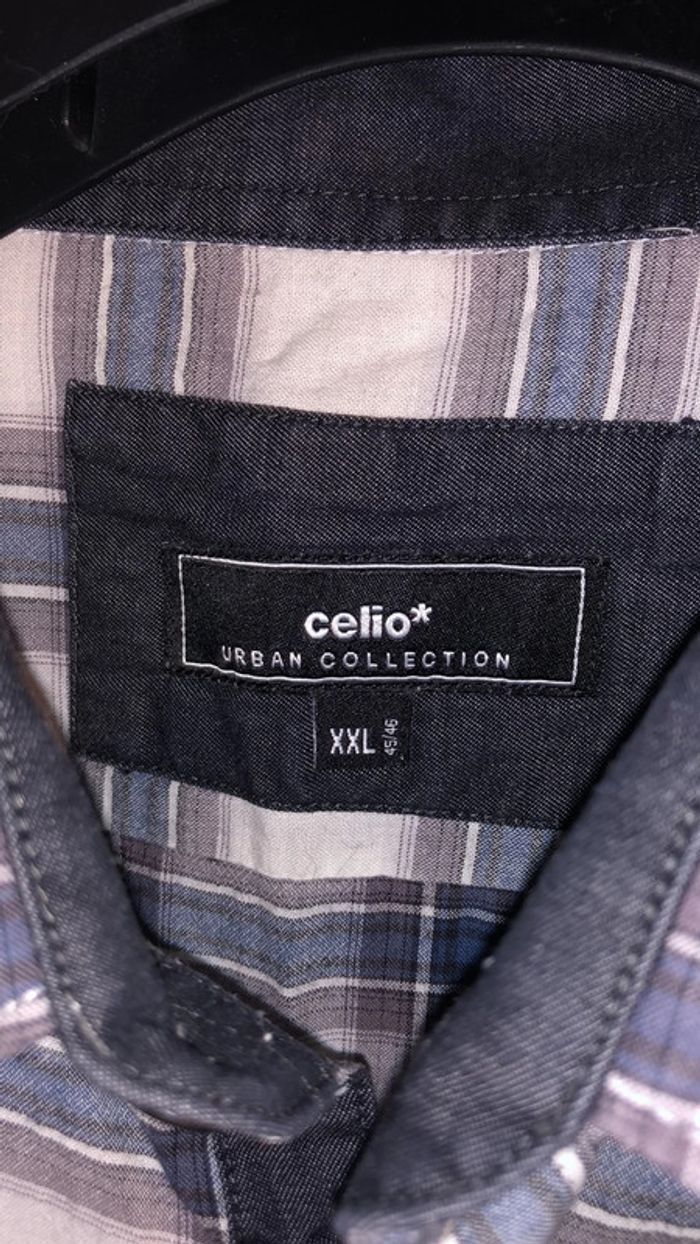 celio*
URBAN COLLECTION
XXL 45/46